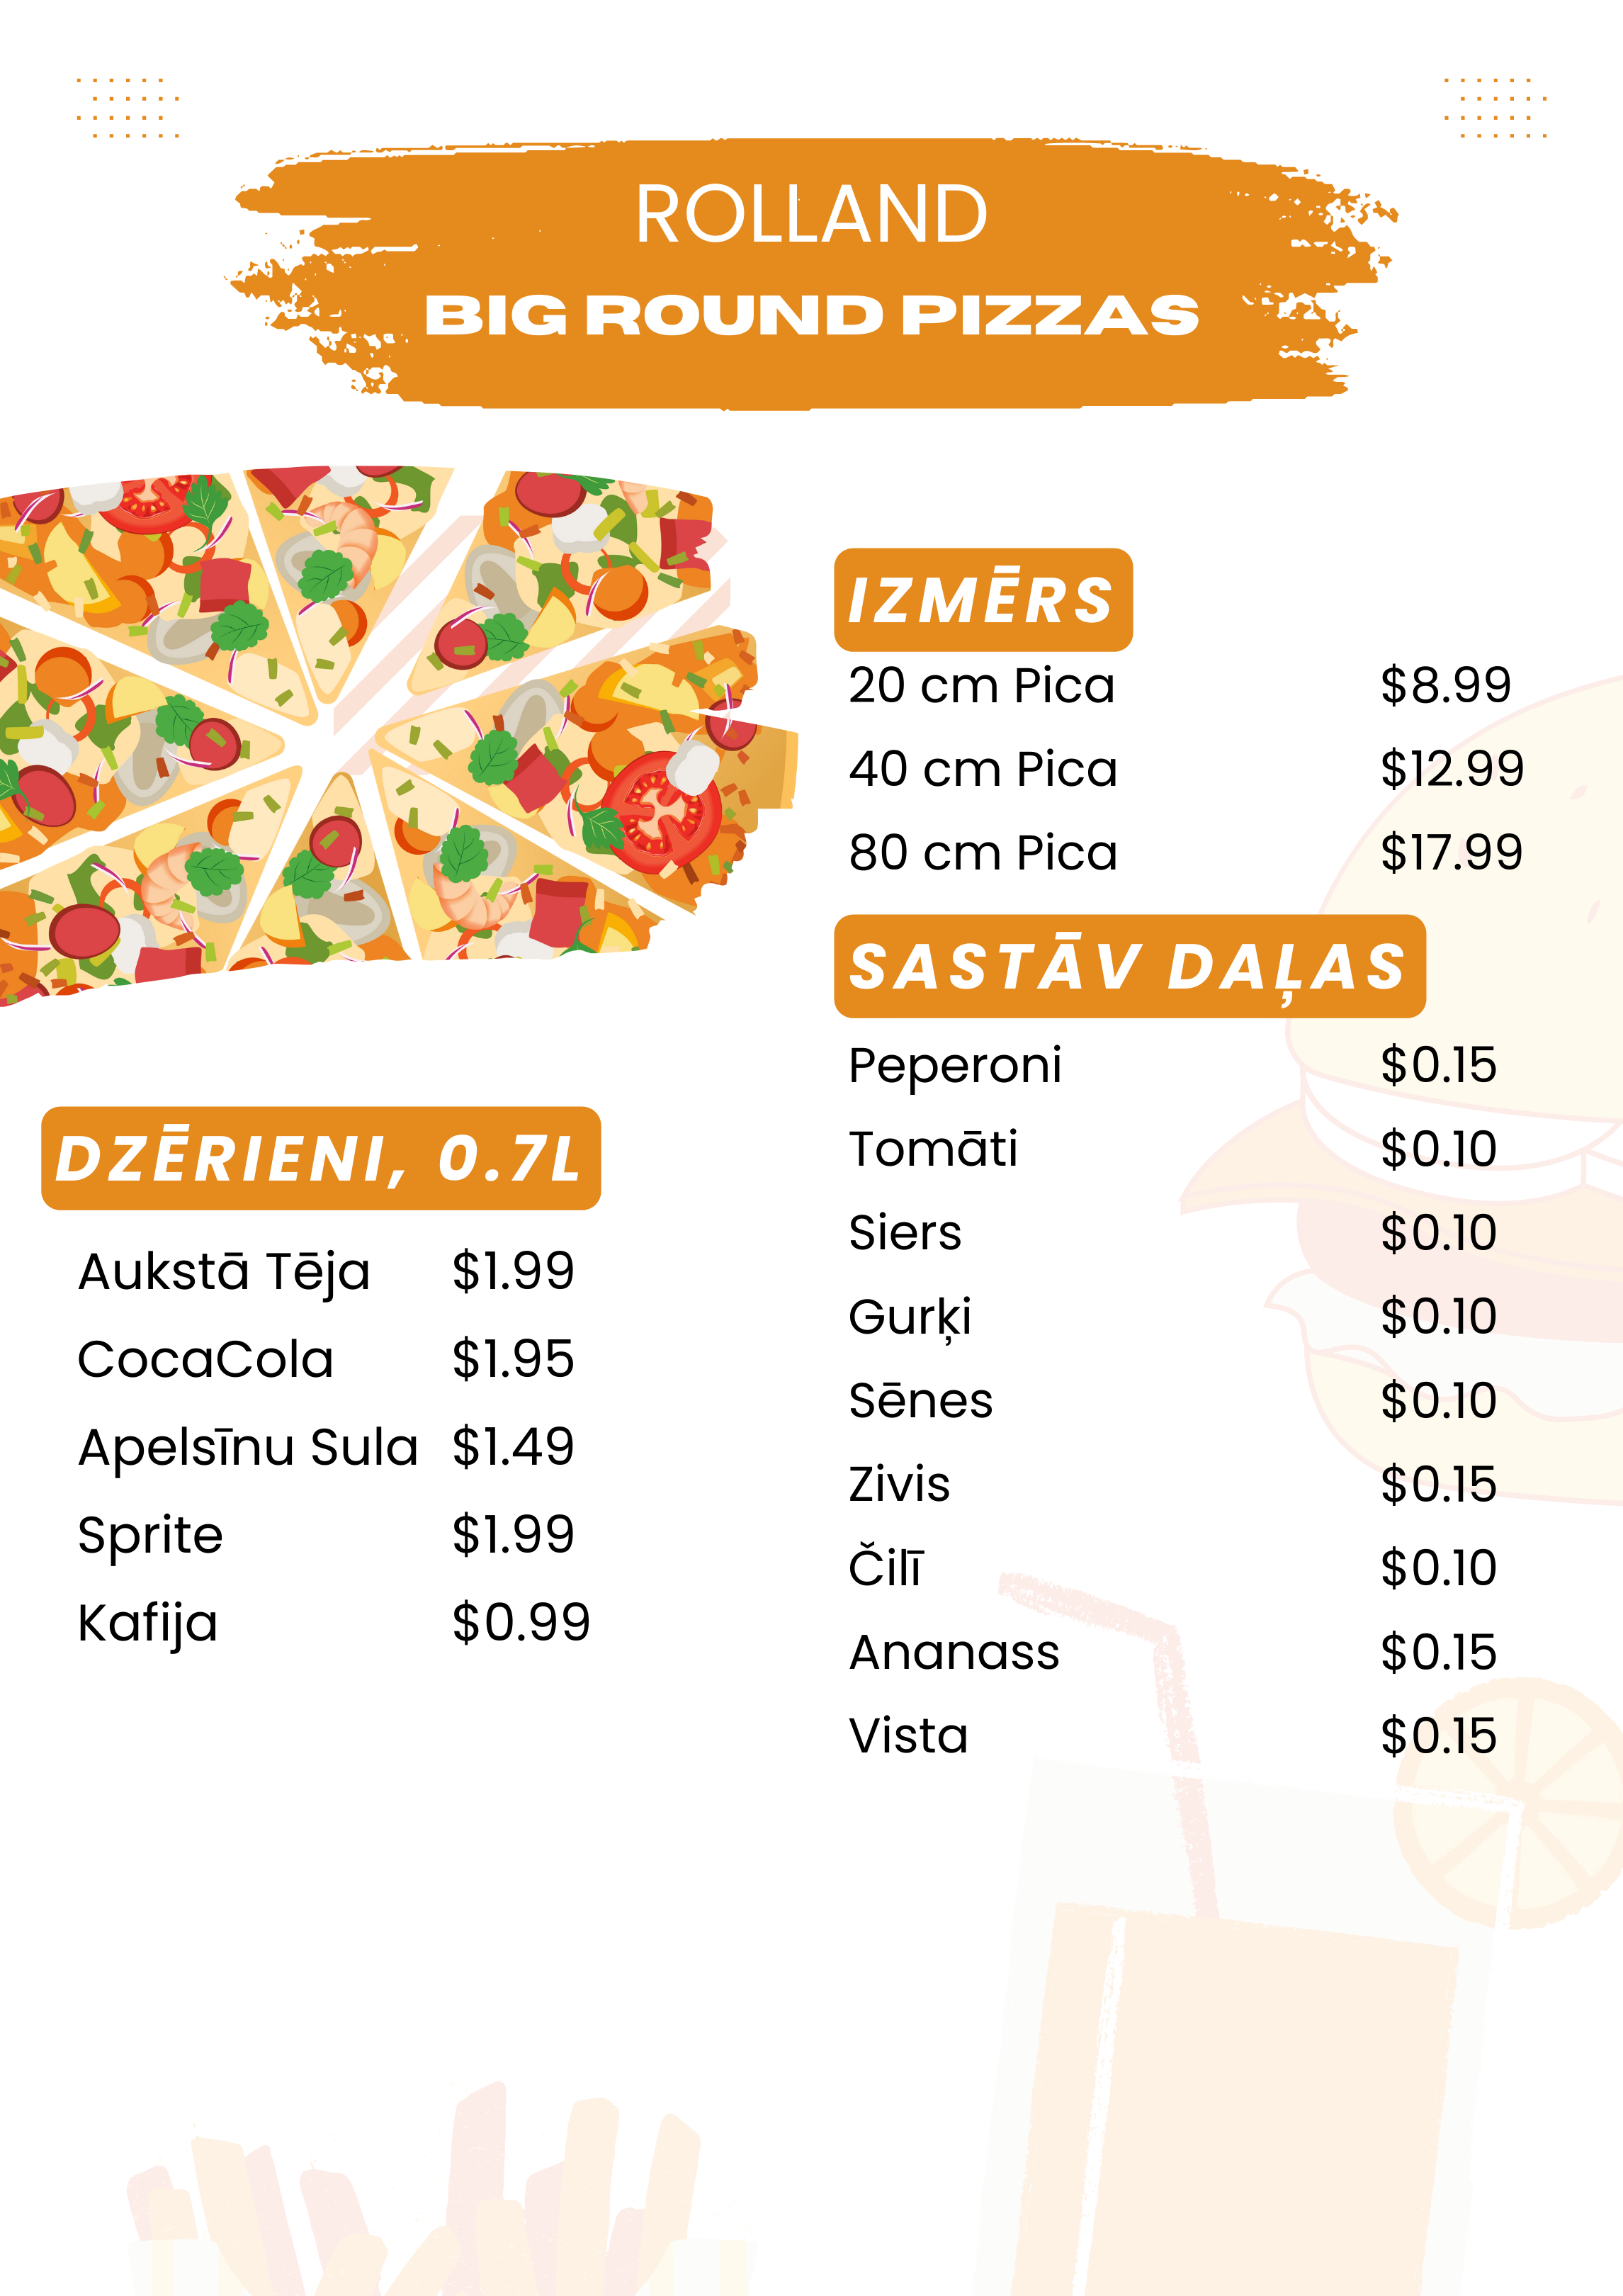 ROLLAND
BIG ROUND PIZZAS
IZMĒRS
20 cm Pica $8.99
40 cm Pica $12.99
80 cm Pica $17.99
SASTĀV DAĻAS
Peperoni $0.15
Tomāti $0.10
Siers $0.10
Gurķi $0.10
Sēnes $0.10
Zivis $0.15
Čilī $0.10
Ananass $0.15
Vista $0.15
DZĒRIENI, 0.7L
Aukstā Tēja $1.99
CocaCola $1.95
Apelsīnu Sula $1.49
Sprite $1.99
Kafija $0.99